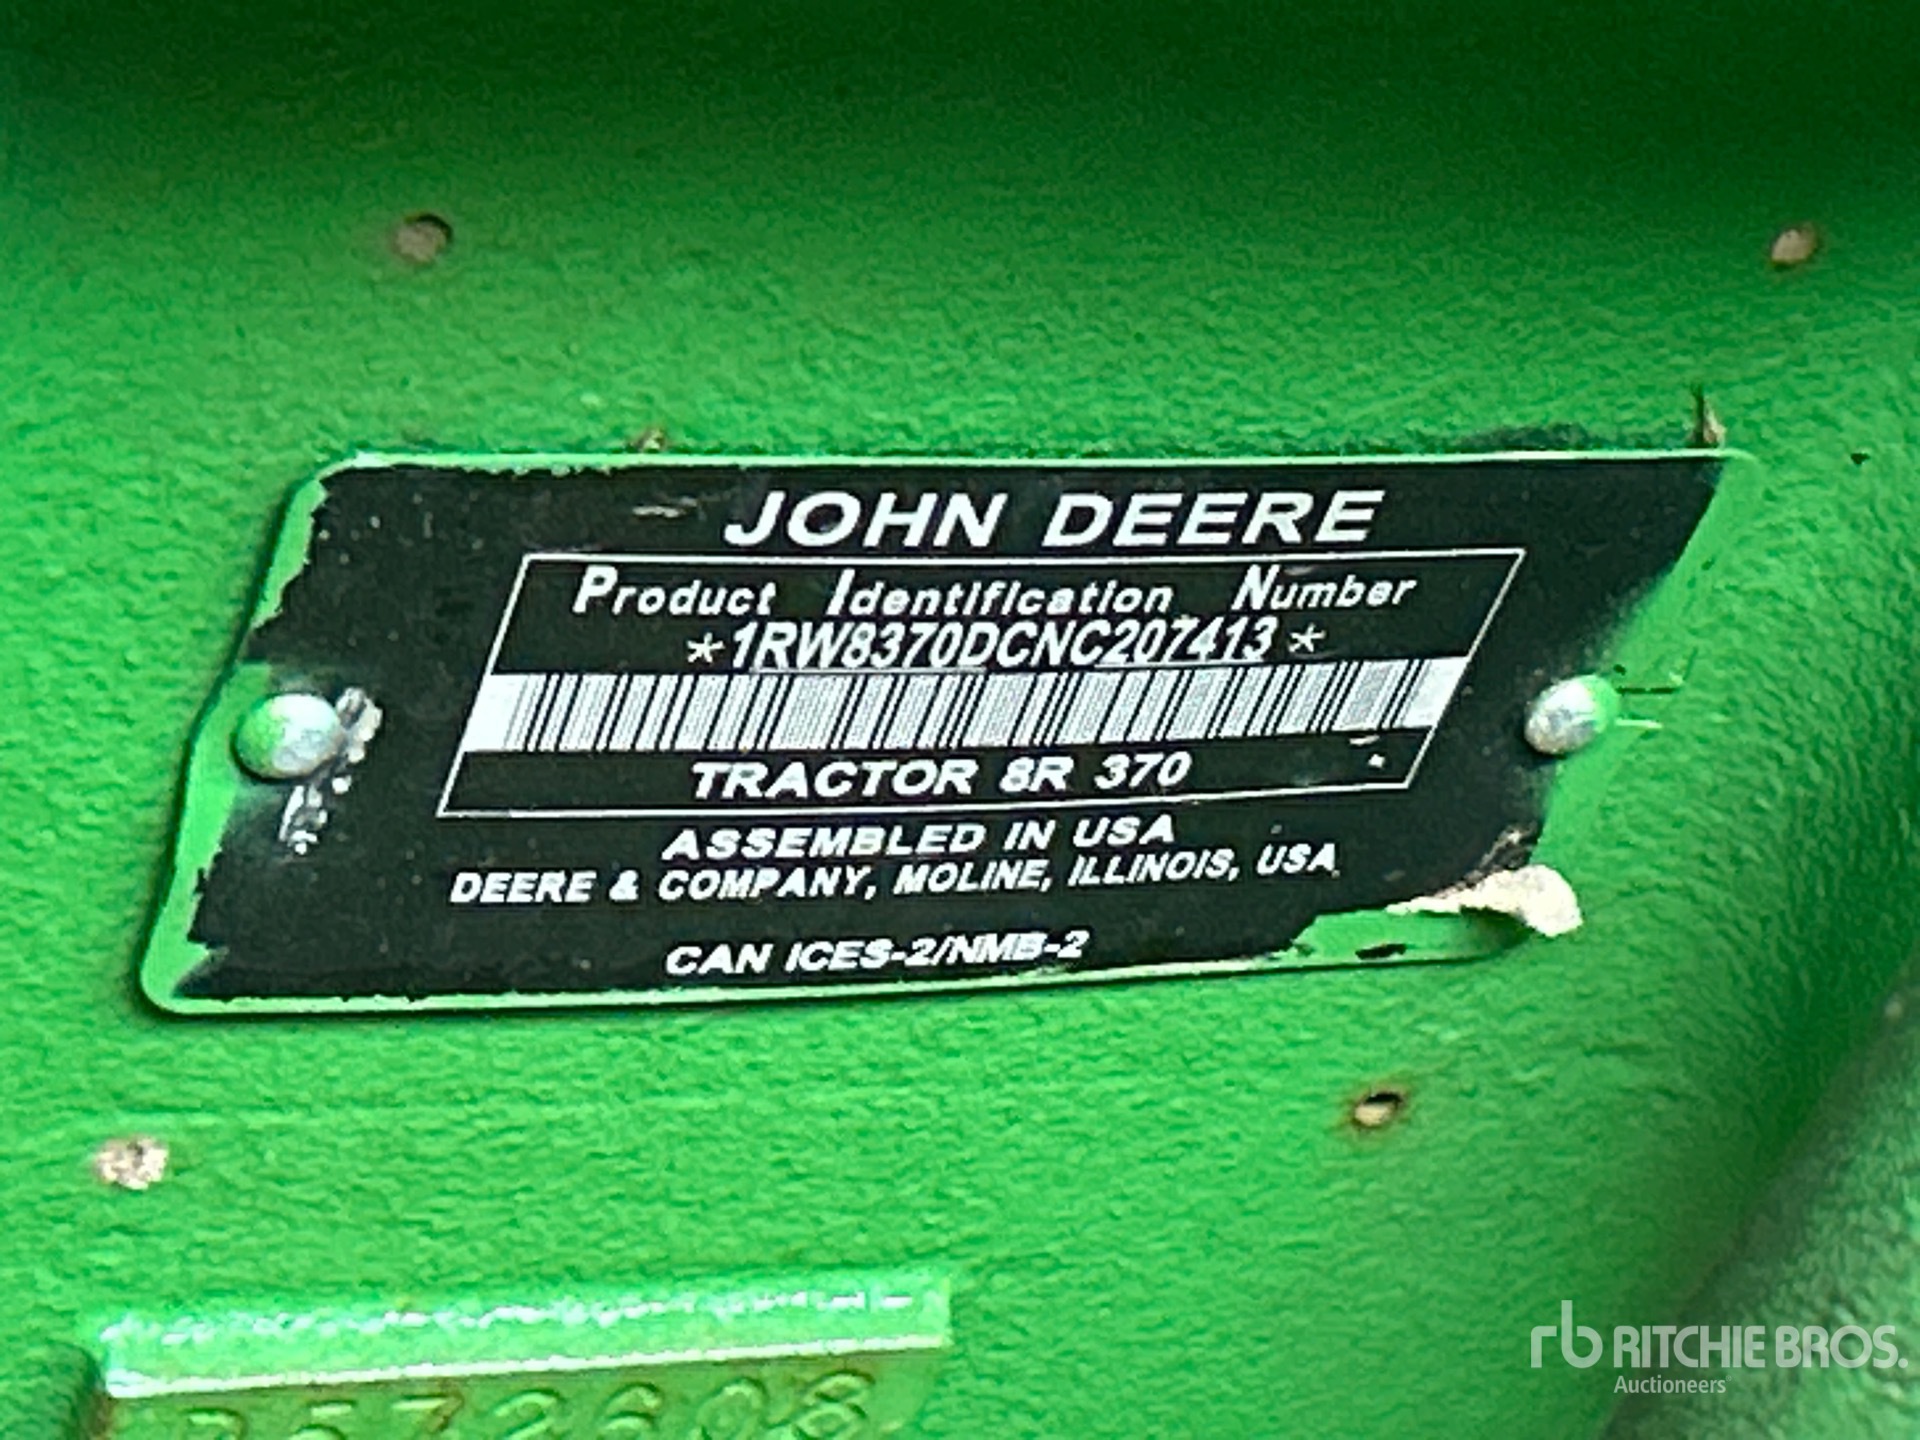 JOHN DEERE
Product Identification Number
*1RW8370DCNC207413*
TRACTOR 8R 370
ASSEMBLED IN USA
DEERE & COMPANY, MOLINE, ILLINOIS, USA
CAN ICES-2/NMB-2
rb RITCHIE BROS.
Auctioneers